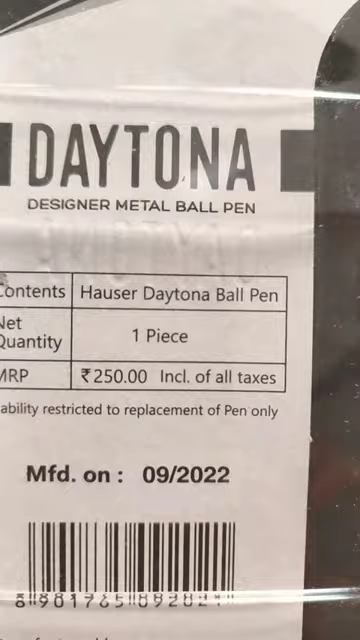 DAYTONA
DESIGNER METAL BALL PEN
Contents Hauser Daytona Ball Pen
Net Quantity 1 Piece
MRP ₹250.00 Incl. of all taxes
ability restricted to replacement of Pen only
Mfd. on : 09/2022